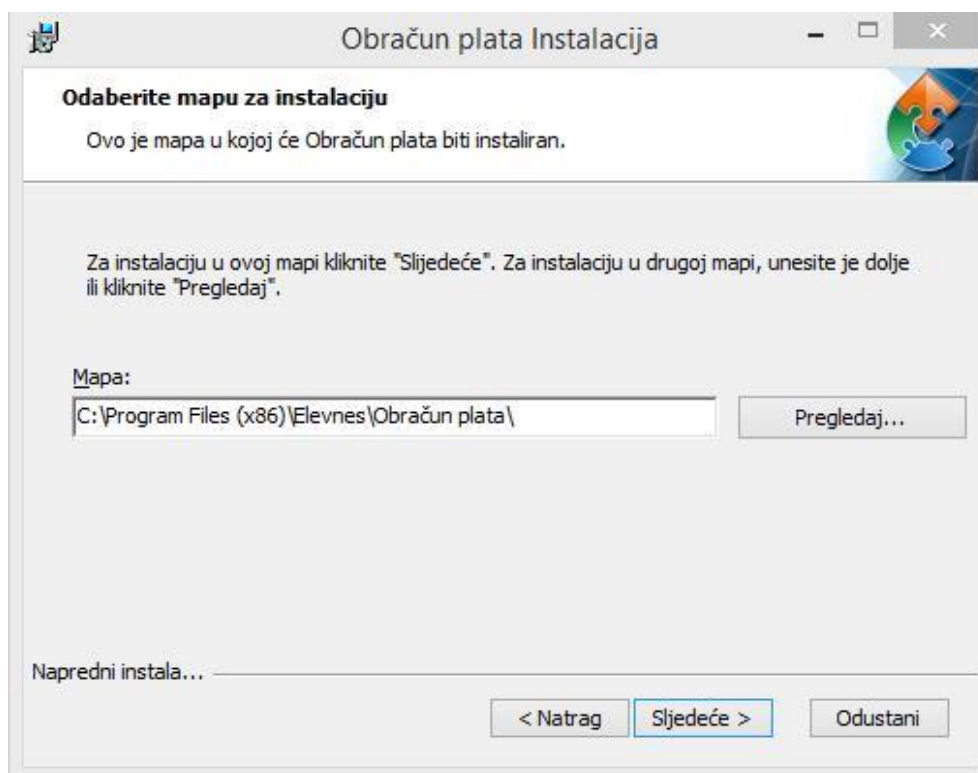 Obračun plata Instalacija
Odaberite mapu za instalaciju
Ovo je mapa u kojoj će Obračun plata biti instaliran.
Za instalaciju u ovoj mapi kliknite "Slijedeće". Za instalaciju u drugoj mapi, unesite je dolje
ili kliknite "Pregledaj".
Mapa:
C:\Program Files (x86)\Elevnes\Obračun plata\
Pregledaj...
Napredni instala...
< Natrag
Sljedeće >
Odustani